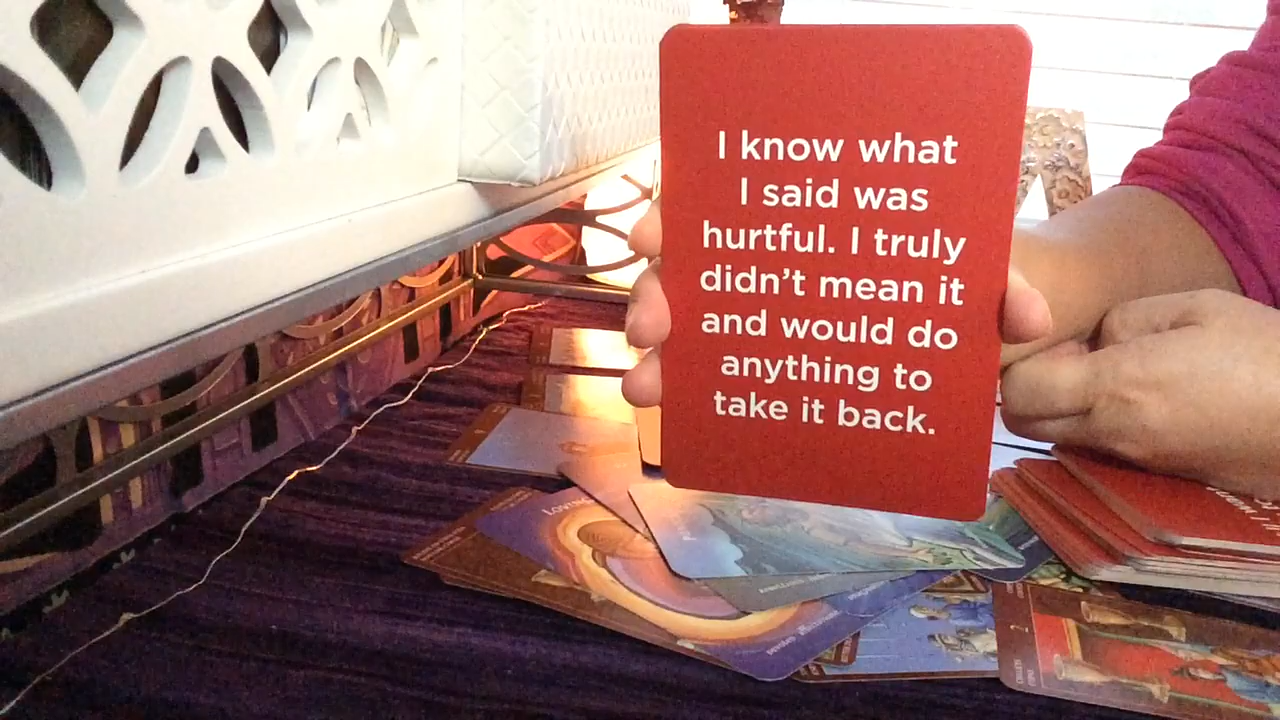 I know what
I said was
hurtful. I truly
didn't mean it
and would do
anything to
take it back.